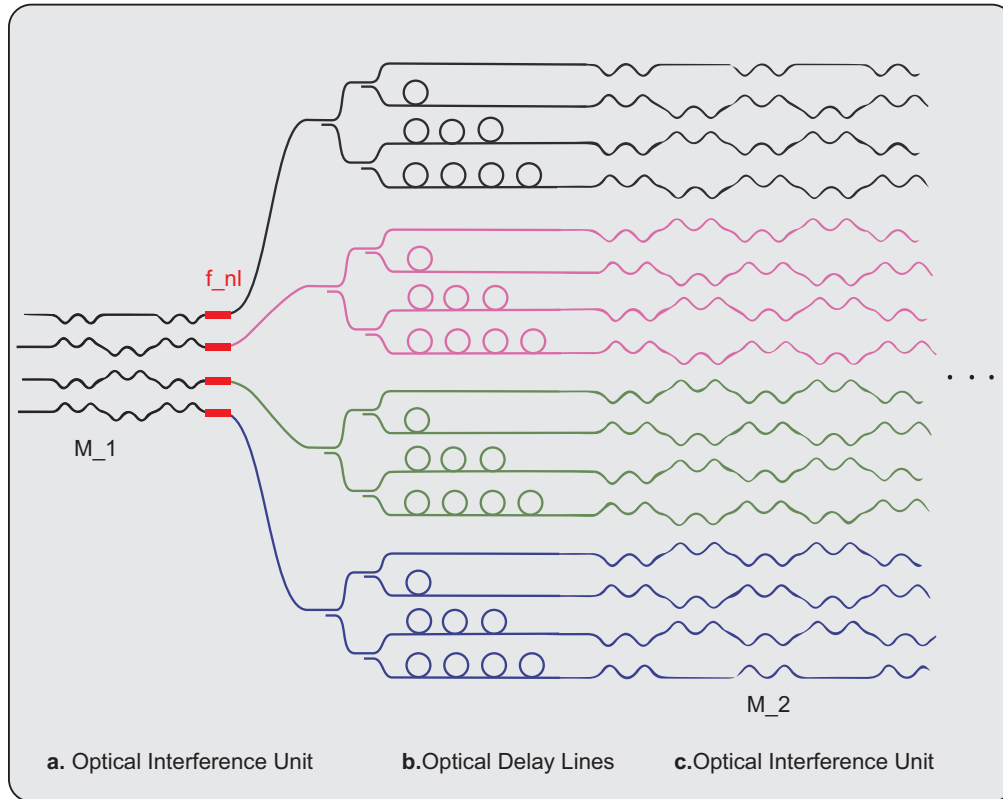 f_nl
M_1
. . .
M_2
a. Optical Interference Unit
b.Optical Delay Lines
c.Optical Interference Unit